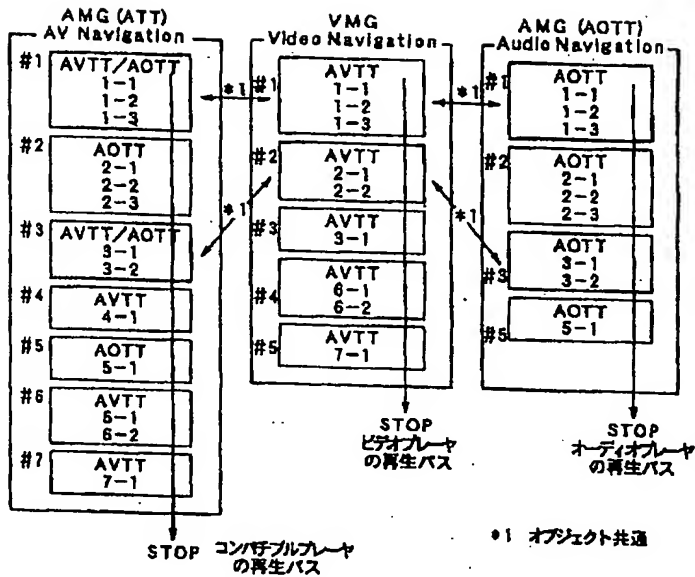 AMG (ATT)
AV Navigation
#1
AVTT/AOTT
1-1
1-2
1-3
#2
AOTT
2-1
2-2
2-3
#3
AVTT/AOTT
3-1
3-2
#4
AVTT
4-1
#5
AOTT
5-1
#6
AVTT
6-1
6-2
#7
AVTT
7-1
STOP
コンパチブルプレーヤ
の再生パス
*1
*1
VMG
Video Navigation
#1
AVTT
1-1
1-2
1-3
#2
AVTT
2-1
2-2
#3
AVTT
3-1
#4
AVTT
6-1
6-2
#5
AVTT
7-1
STOP
ビデオプレーヤ
の再生パス
*1
*1
AMG (AOTT)
Audio Navigation
#1
AOTT
1-1
1-2
1-3
#2
AOTT
2-1
2-2
2-3
#3
AOTT
3-1
3-2
#5
AOTT
5-1
STOP
オーディオプレーヤ
の再生パス
*1 オブジェクト共通